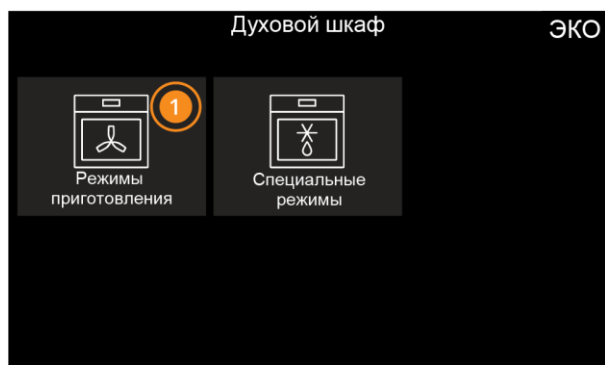 Духовой шкаф
ЭКО
1
Режимы
приготовления
Специальные
режимы